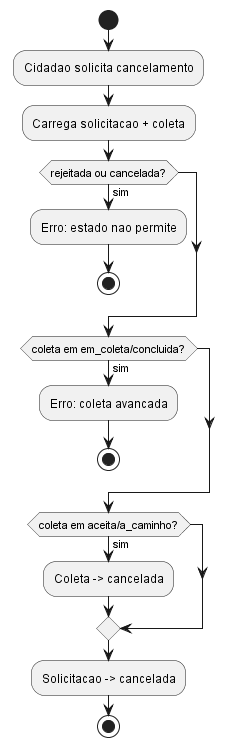 Cidadao solicita cancelamento
Carrega solicitacao + coleta
rejeitada ou cancelada?
sim
Erro: estado nao permite
coleta em em_coleta/concluida?
sim
Erro: coleta avancada
coleta em aceita/a_caminho?
sim
Coleta -> cancelada
Solicitacao -> cancelada